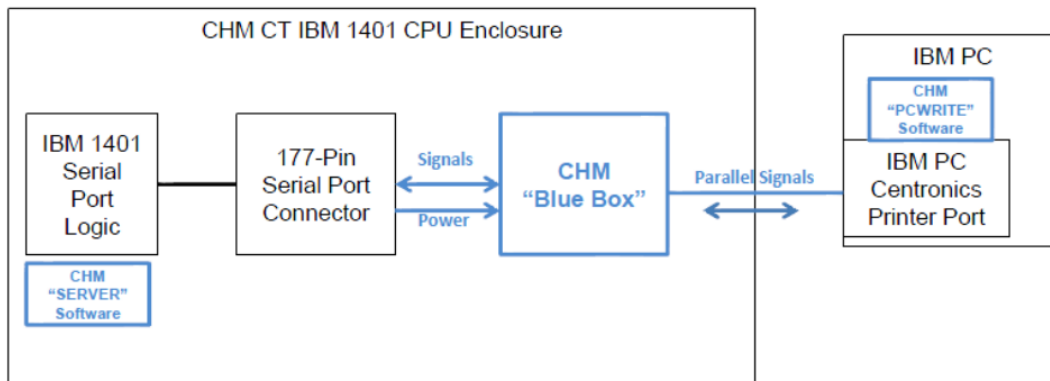 CHM CT IBM 1401 CPU Enclosure
IBM 1401
Serial
Port
Logic
CHM
“SERVER”
Software
177-Pin
Serial Port
Connector
Signals
Power
CHM
“Blue Box”
Parallel Signals
IBM PC
CHM
“PCWRITE”
Software
IBM PC
Centronics
Printer Port